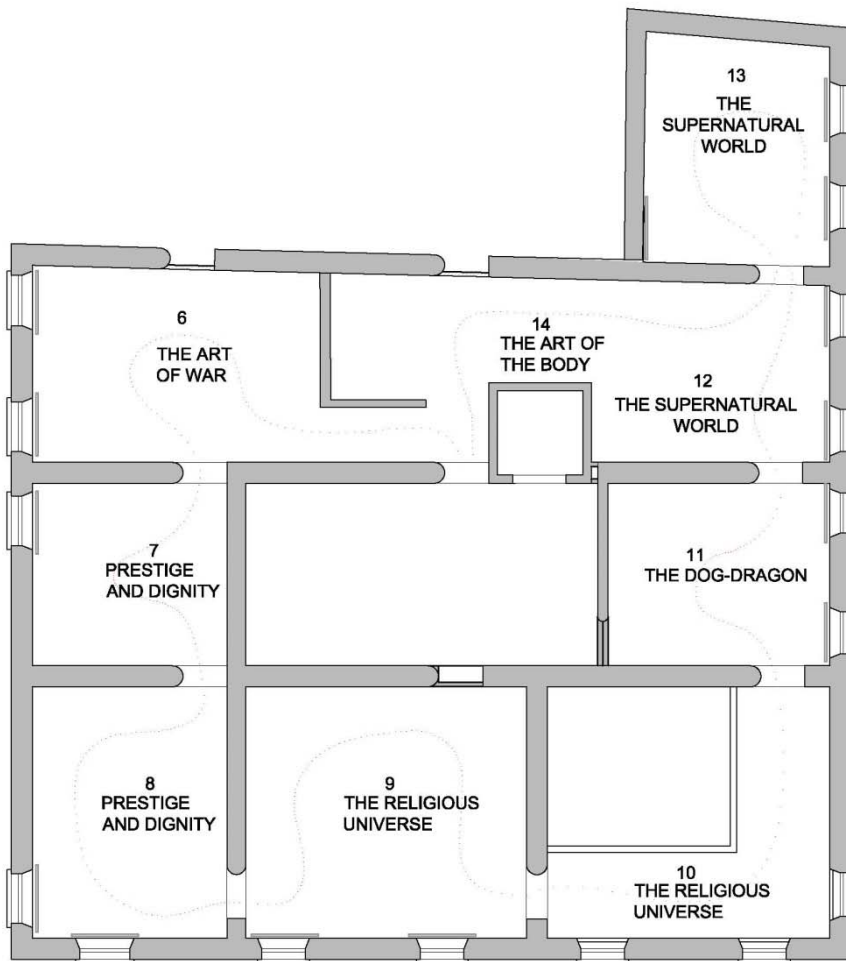 13
THE
SUPERNATURAL
WORLD
6
THE ART
OF WAR
14
THE ART OF
THE BODY
12
THE SUPERNATURAL
WORLD
7
PRESTIGE
AND DIGNITY
11
THE DOG-DRAGON
8
PRESTIGE
AND DIGNITY
9
THE RELIGIOUS
UNIVERSE
10
THE RELIGIOUS
UNIVERSE